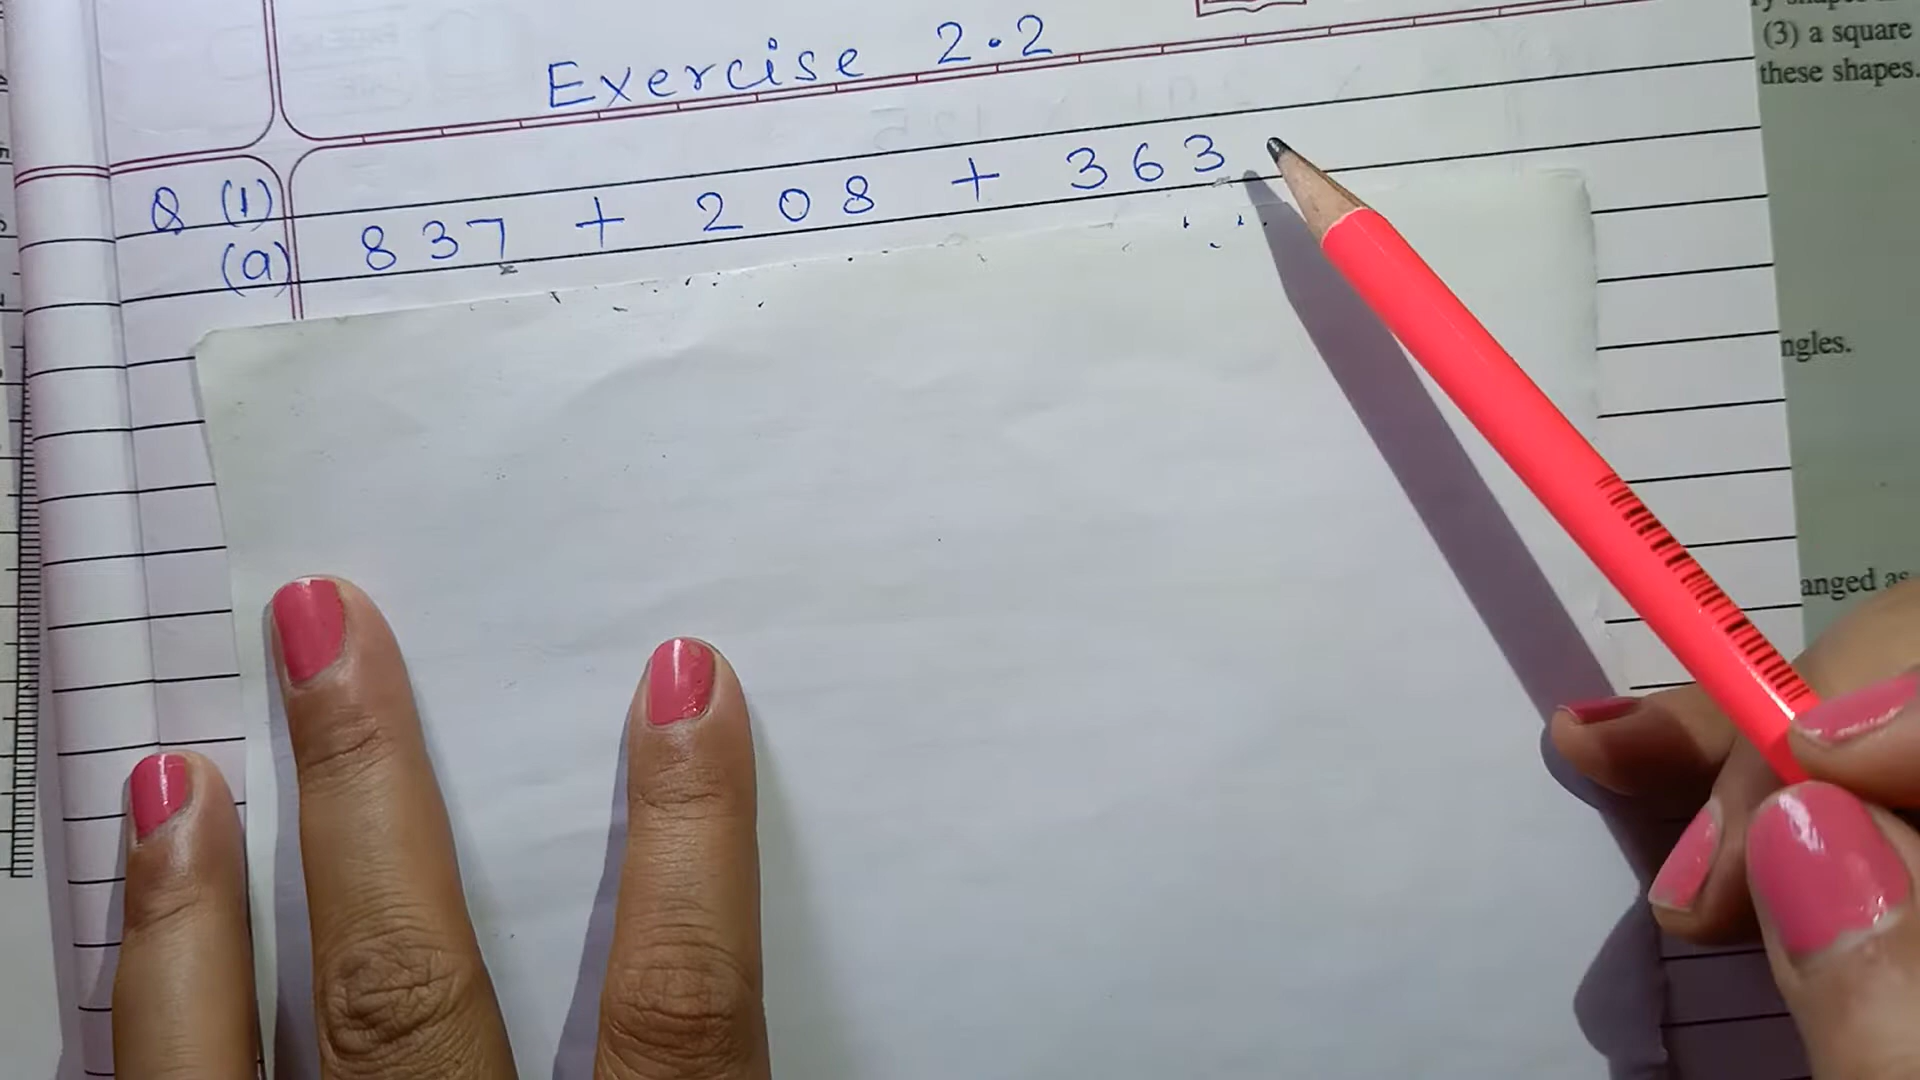 Exercise 2.2
Q (1)
(a) 837 + 208 + 363
(3) a square
these shapes.
ngles.
anged as